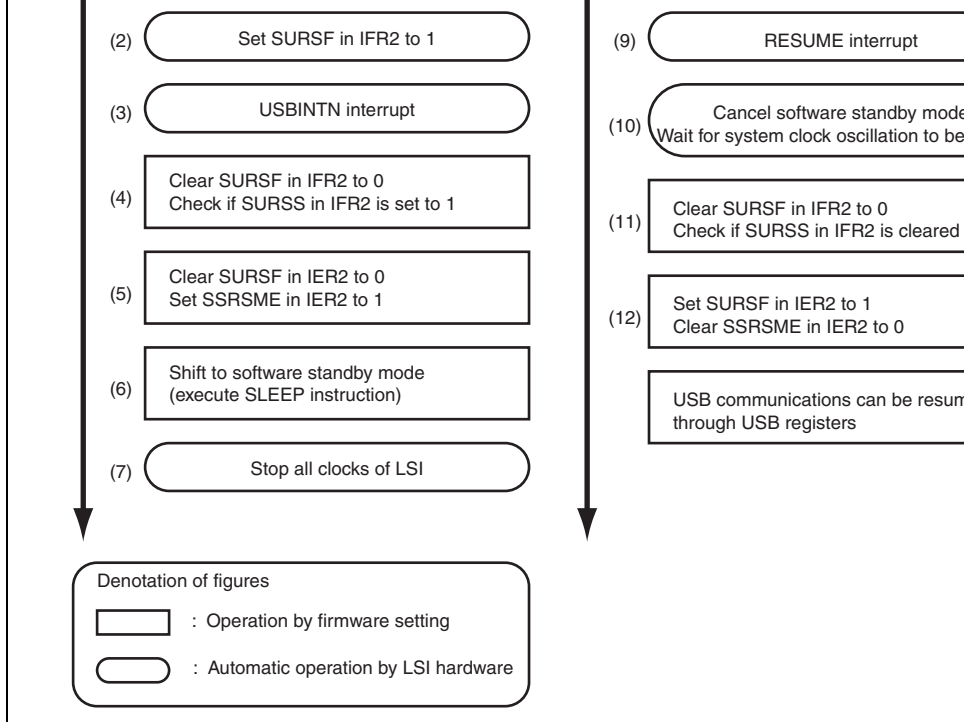 (2) Set SURSF in IFR2 to 1
(3) USBINTN interrupt
(4) Clear SURSF in IFR2 to 0
Check if SURSS in IFR2 is set to 1
(5) Clear SURSF in IER2 to 0
Set SSRSME in IER2 to 1
(6) Shift to software standby mode
(execute SLEEP instruction)
(7) Stop all clocks of LSI
(9) RESUME interrupt
(10) Cancel software standby mode
Wait for system clock oscillation to be
(11) Clear SURSF in IFR2 to 0
Check if SURSS in IFR2 is cleared
(12) Set SURSF in IER2 to 1
Clear SSRSME in IER2 to 0
USB communications can be resum
through USB registers
Denotation of figures
: Operation by firmware setting
: Automatic operation by LSI hardware